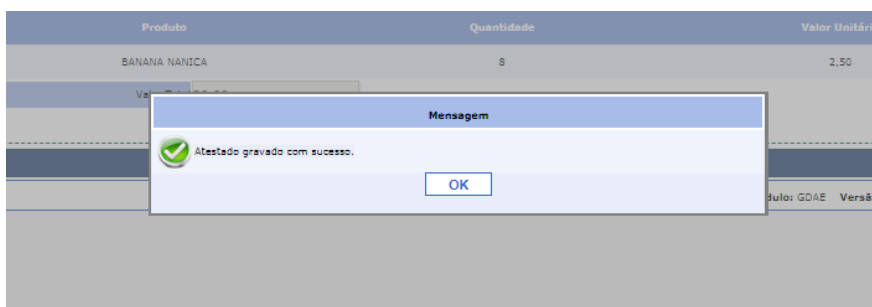 Produto Quantidade Valor Unitári
BANANA NANICA 8 2,50
Mensagem
Atestado gravado com sucesso.
OK
dulo: GDAE Versã